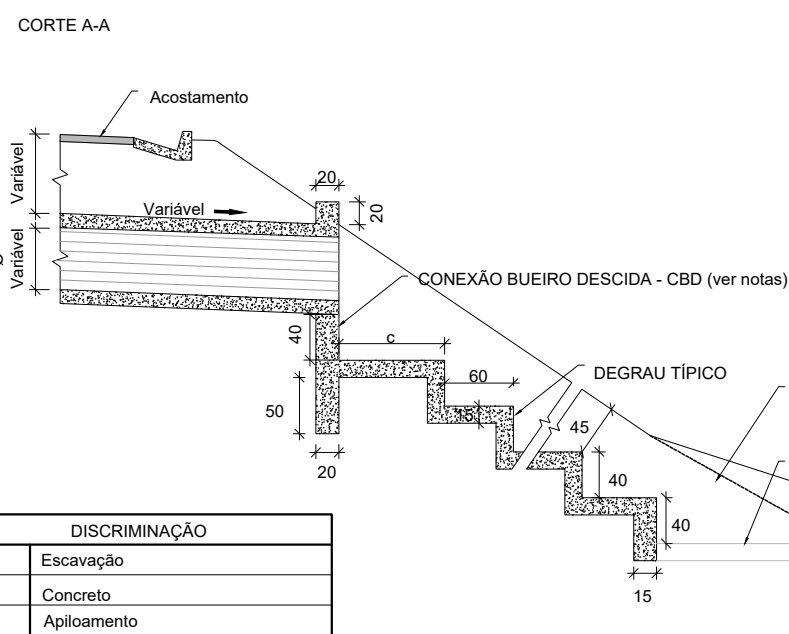 CORTE A-A
Acostamento
Variável
20
20
Variável
Variável
CONEXÃO BUEIRO DESCIDA - CBD (ver notas)
40
c
60
DEGRAU TÍPICO
50
15
45
20
40
40
15
DISCRIMINAÇÃO
Escavação
Concreto
Apiloamento